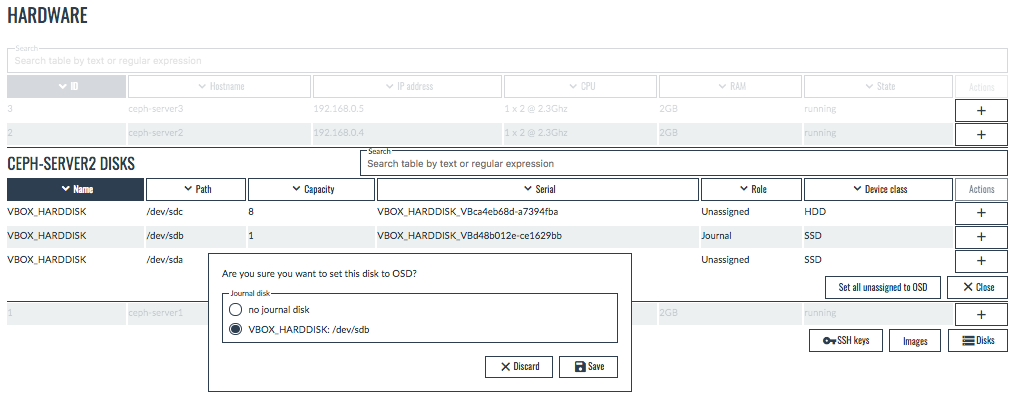 HARDWARE
Search
Search table by text or regular expression
ID Hostname IP address CPU RAM State Actions
3 ceph-server3 192.168.0.5 1 x 2 @ 2.3Ghz 2GB running +
2 ceph-server2 192.168.0.4 1 x 2 @ 2.3Ghz 2GB running +
CEPH-SERVER2 DISKS
Search
Search table by text or regular expression
Name Path Capacity Serial Role Device class Actions
VBOX_HARDDISK /dev/sdc 8 VBOX_HARDDISK_VBca4eb68d-a7394fba Unassigned HDD +
VBOX_HARDDISK /dev/sdb 1 VBOX_HARDDISK_VBd48b012e-ce1629bb Journal SSD +
VBOX_HARDDISK /dev/sda Unassigned SSD +
Set all unassigned to OSD Close
Are you sure you want to set this disk to OSD?
Journal disk
no journal disk
VBOX_HARDDISK: /dev/sdb
Discard Save
1 ceph-server1 2GB running +
SSH keys Images Disks